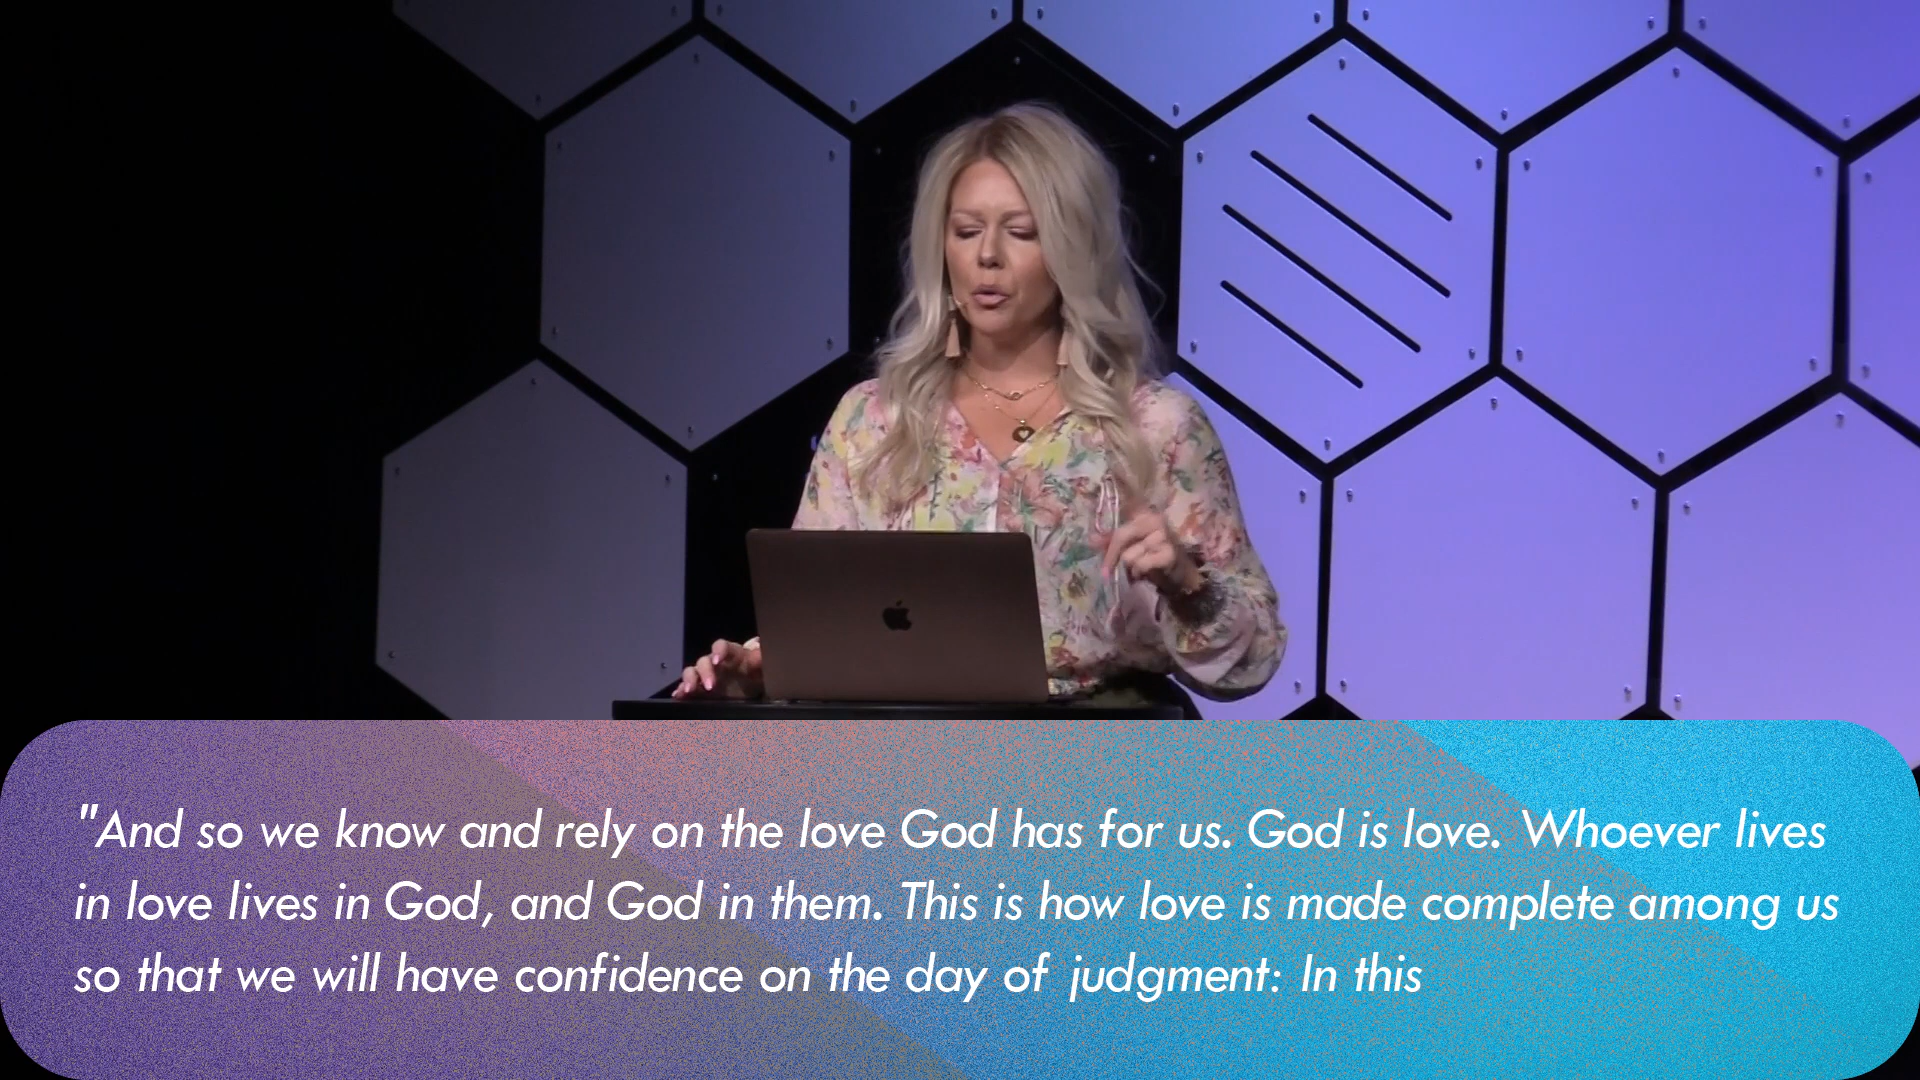 "And so we know and rely on the love God has for us. God is love. Whoever lives
in love lives in God, and God in them. This is how love is made complete among us
so that we will have confidence on the day of judgment: In this